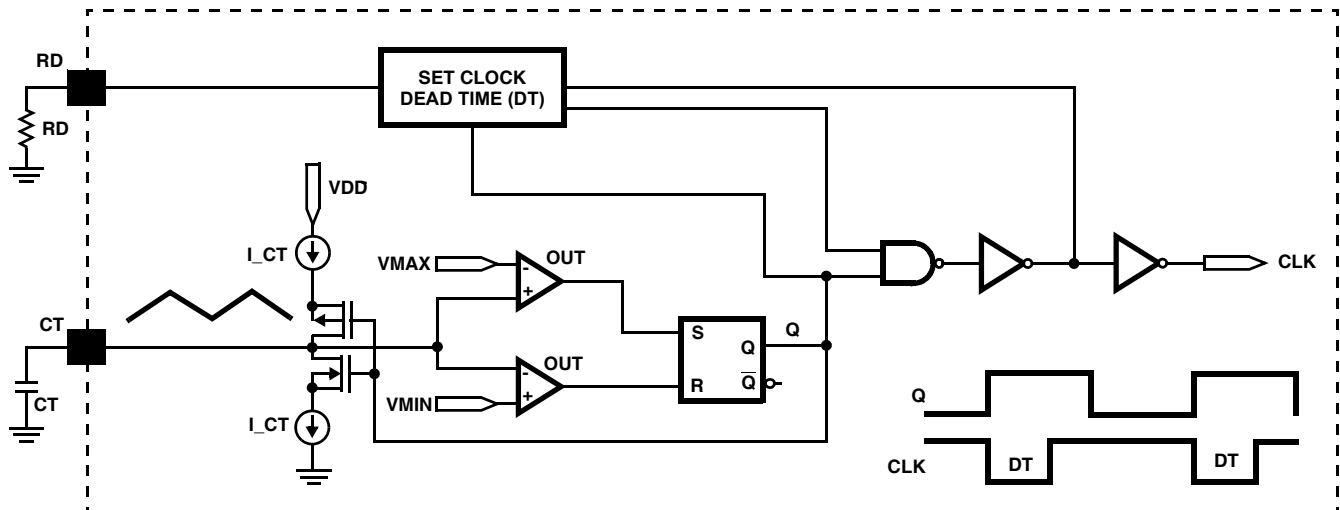 RD
SET CLOCK
DEAD TIME (DT)
RD
VDD
I_CT
VMAX
-
+
OUT
CLK
CT
S
Q
Q
-
+
OUT
R
Q
CT
VMIN
I_CT
Q
CLK
DT
DT